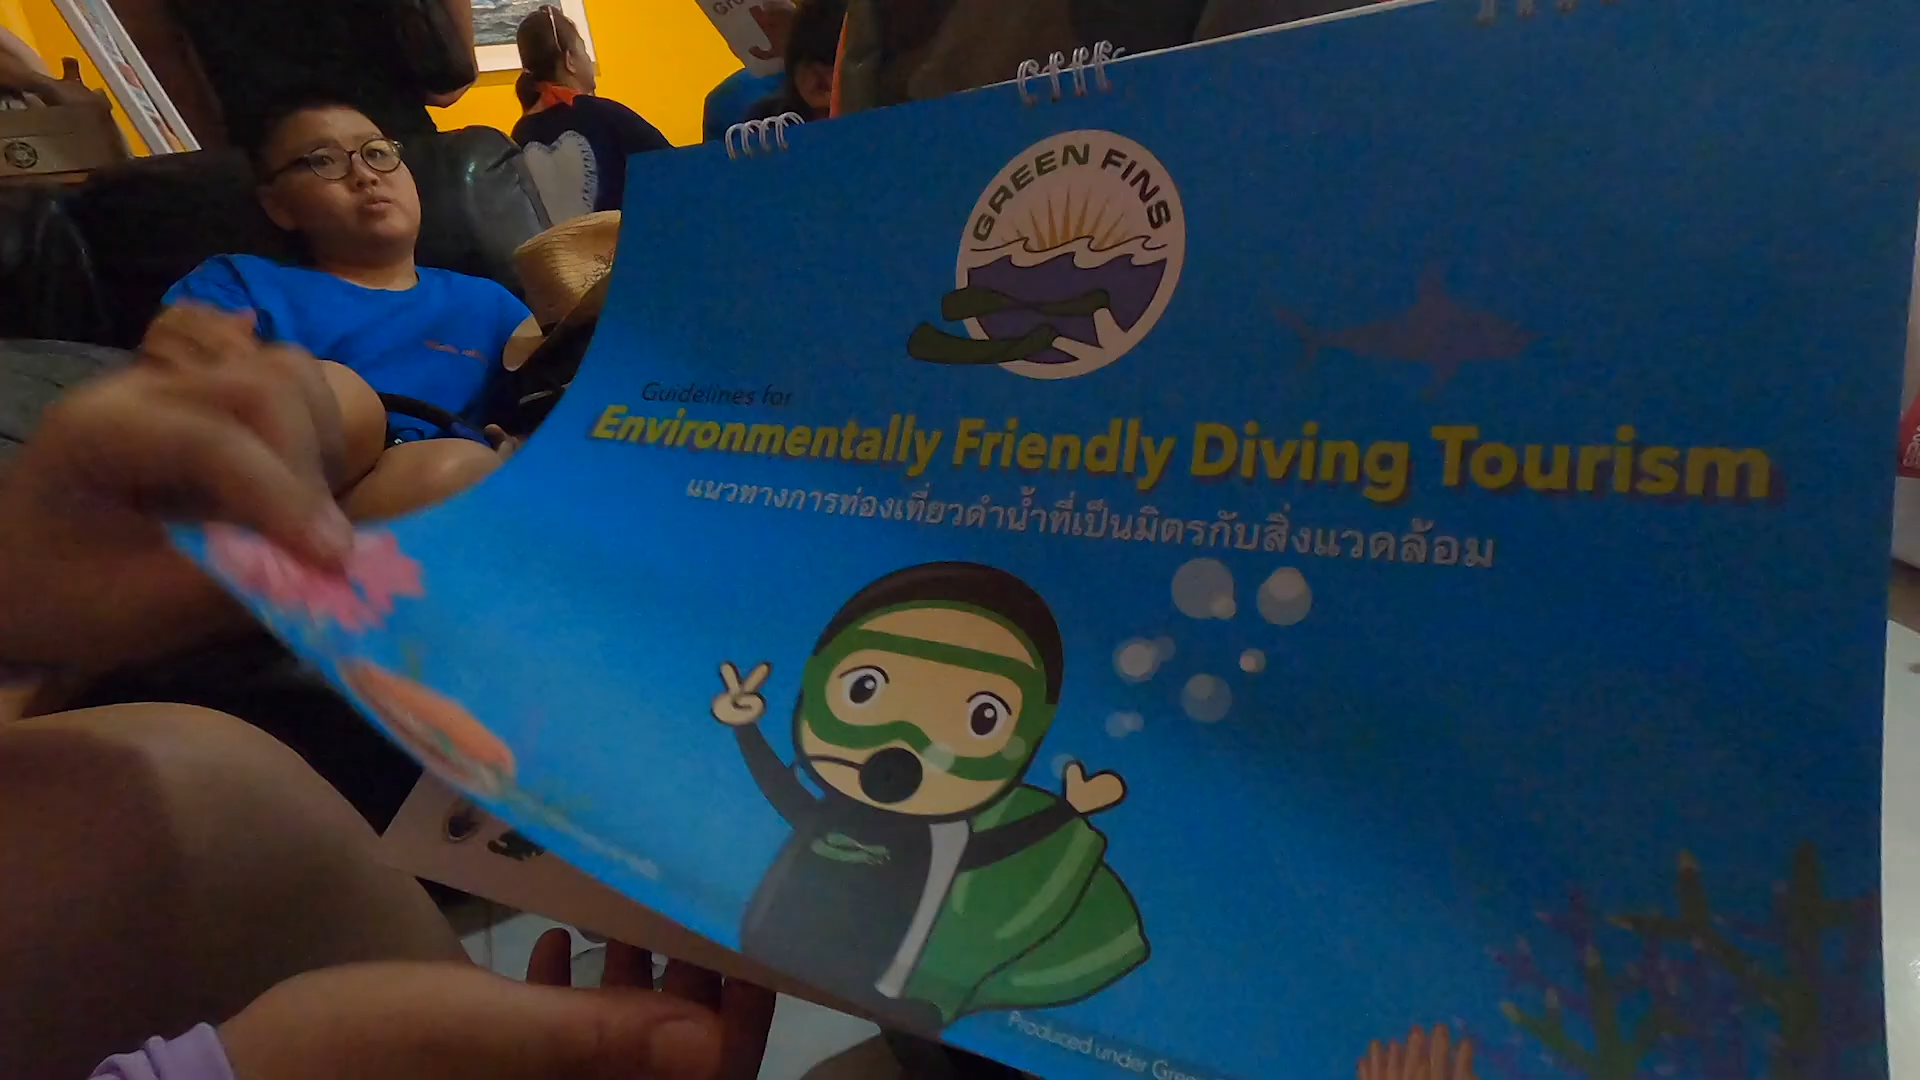 GREEN FINS
Guidelines for
Environmentally Friendly Diving Tourism
แนวทางการท่องเที่ยวดำน้ำที่เป็นมิตรกับสิ่งแวดล้อม
Produced under